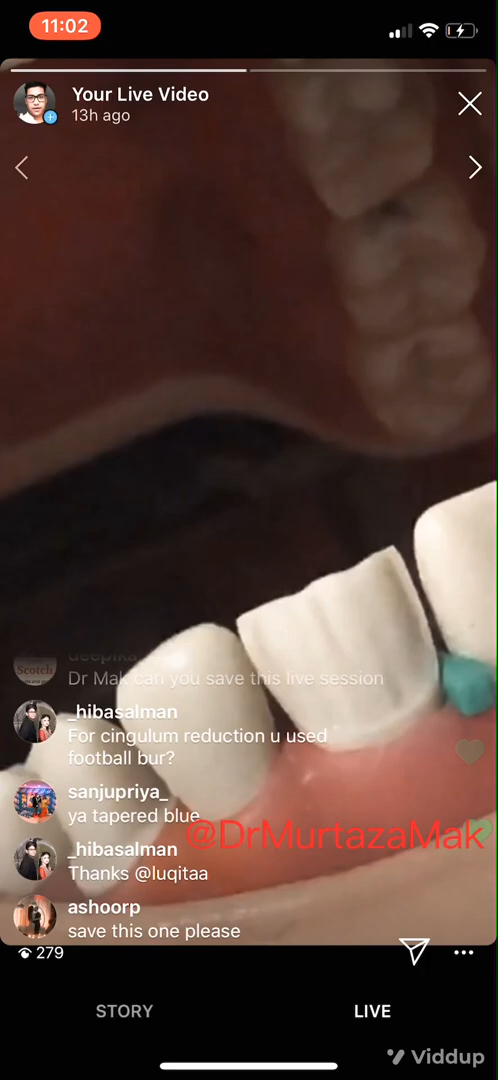 11:02
Your Live Video
13h ago
deepika
Scotch
Dr Mak can you save this live session
_hibasalman
For cingulum reduction u used
football bur?
sanjupriya_
ya tapered blue
@DrMurtazaMak
_hibasalman
Thanks @luqitaa
ashoorp
save this one please
279
STORY
LIVE
Viddup